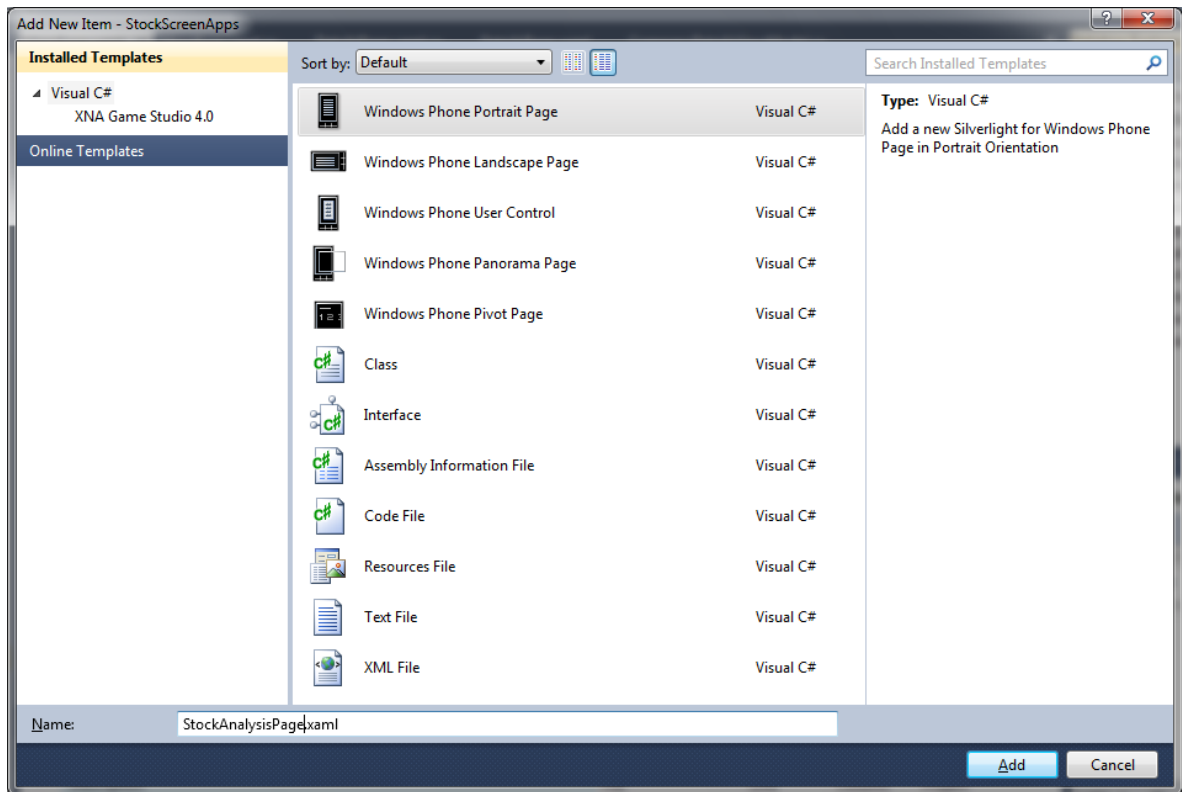 Add New Item - StockScreenApps
Installed Templates
Visual C#
XNA Game Studio 4.0
Online Templates
Sort by: Default
Search Installed Templates
Windows Phone Portrait Page Visual C#
Windows Phone Landscape Page Visual C#
Windows Phone User Control Visual C#
Windows Phone Panorama Page Visual C#
Windows Phone Pivot Page Visual C#
Class Visual C#
Interface Visual C#
Assembly Information File Visual C#
Code File Visual C#
Resources File Visual C#
Text File Visual C#
XML File Visual C#
Type: Visual C#
Add a new Silverlight for Windows Phone
Page in Portrait Orientation
Name: StockAnalysisPage.xaml
Add Cancel